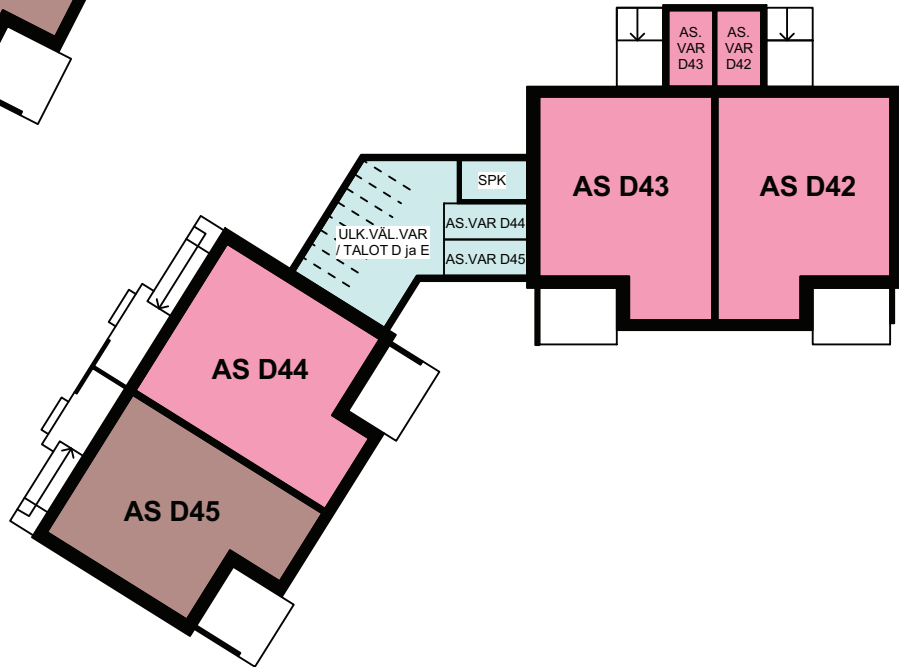 AS.
VAR
D43
AS.
VAR
D42
AS D43
AS D42
SPK
AS.VAR D44
ULK.VÄL.VAR
/ TALOT D ja E
AS.VAR D45
AS D44
AS D45